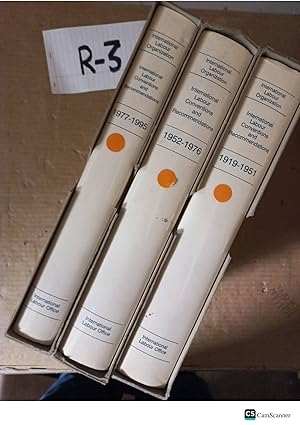 R-3
International
Labour
Organization
International
Labour
Conventions
and
Recommendations
1977-1995
International
Labour Office
International
Labour
Organization
International
Labour
Conventions
and
Recommendations
1952-1976
International
Labour Office
International
Labour
Organization
International
Labour
Conventions
and
Recommendations
1919-1951
International
Labour Office
CS CamScanner